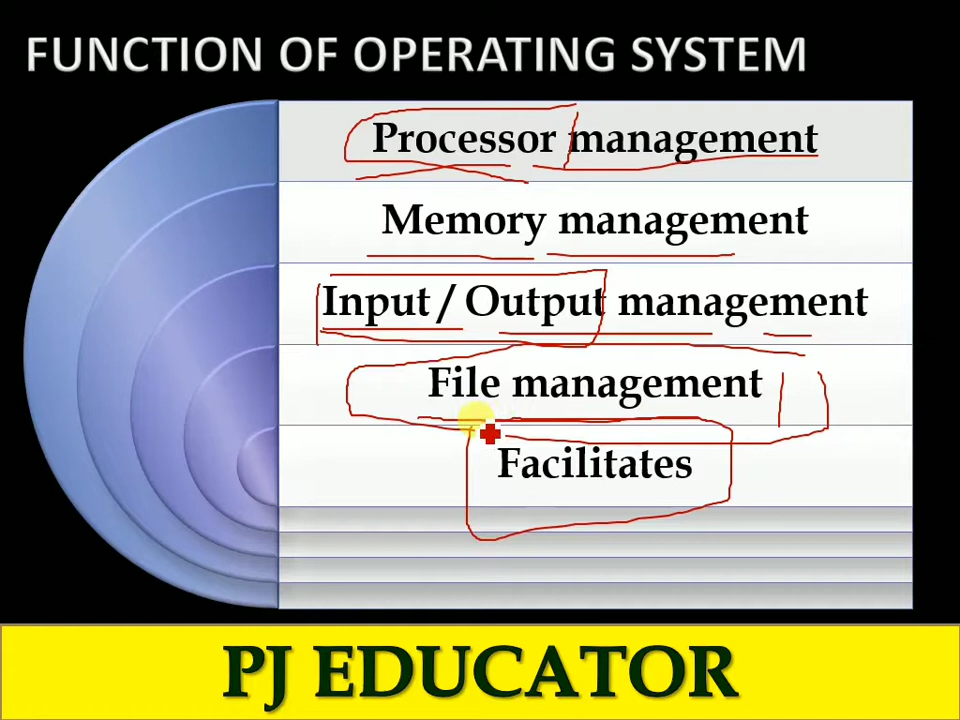 FUNCTION OF OPERATING SYSTEM
Processor management
Memory management
Input / Output management
File management
Facilitates
PJ EDUCATOR